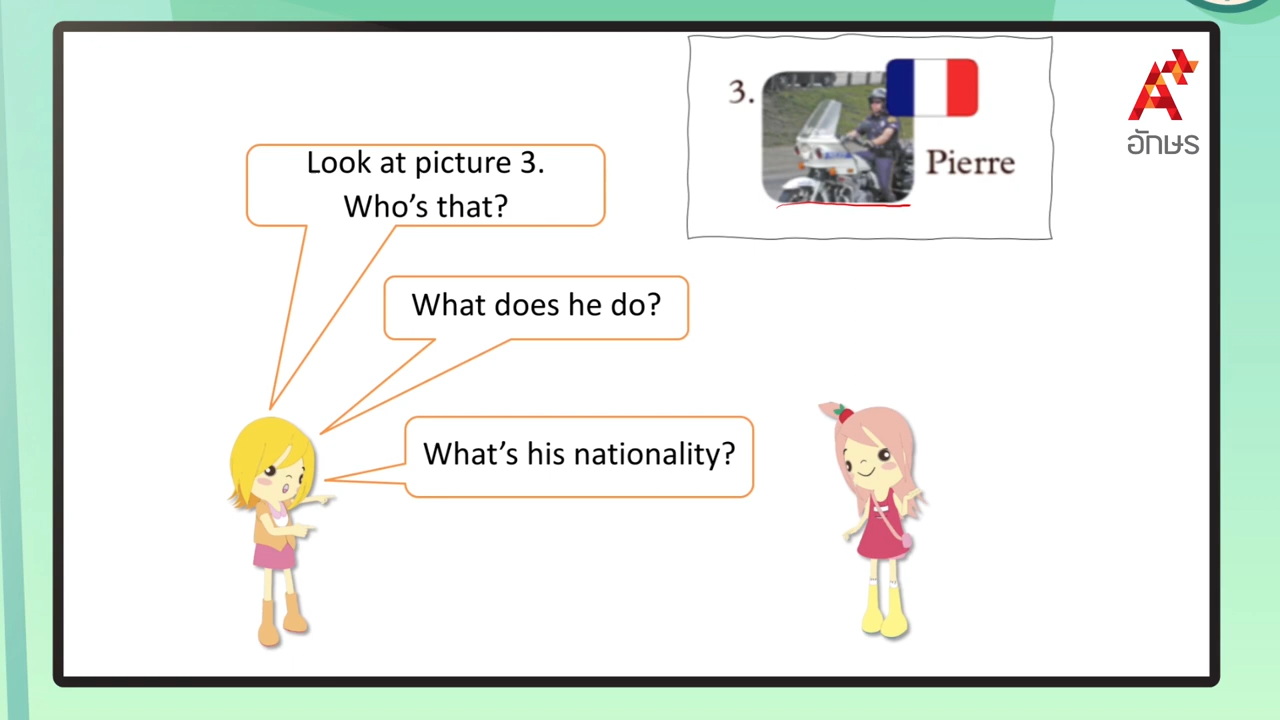 3.
Pierre
อักษร
Look at picture 3.
Who's that?
What does he do?
What's his nationality?